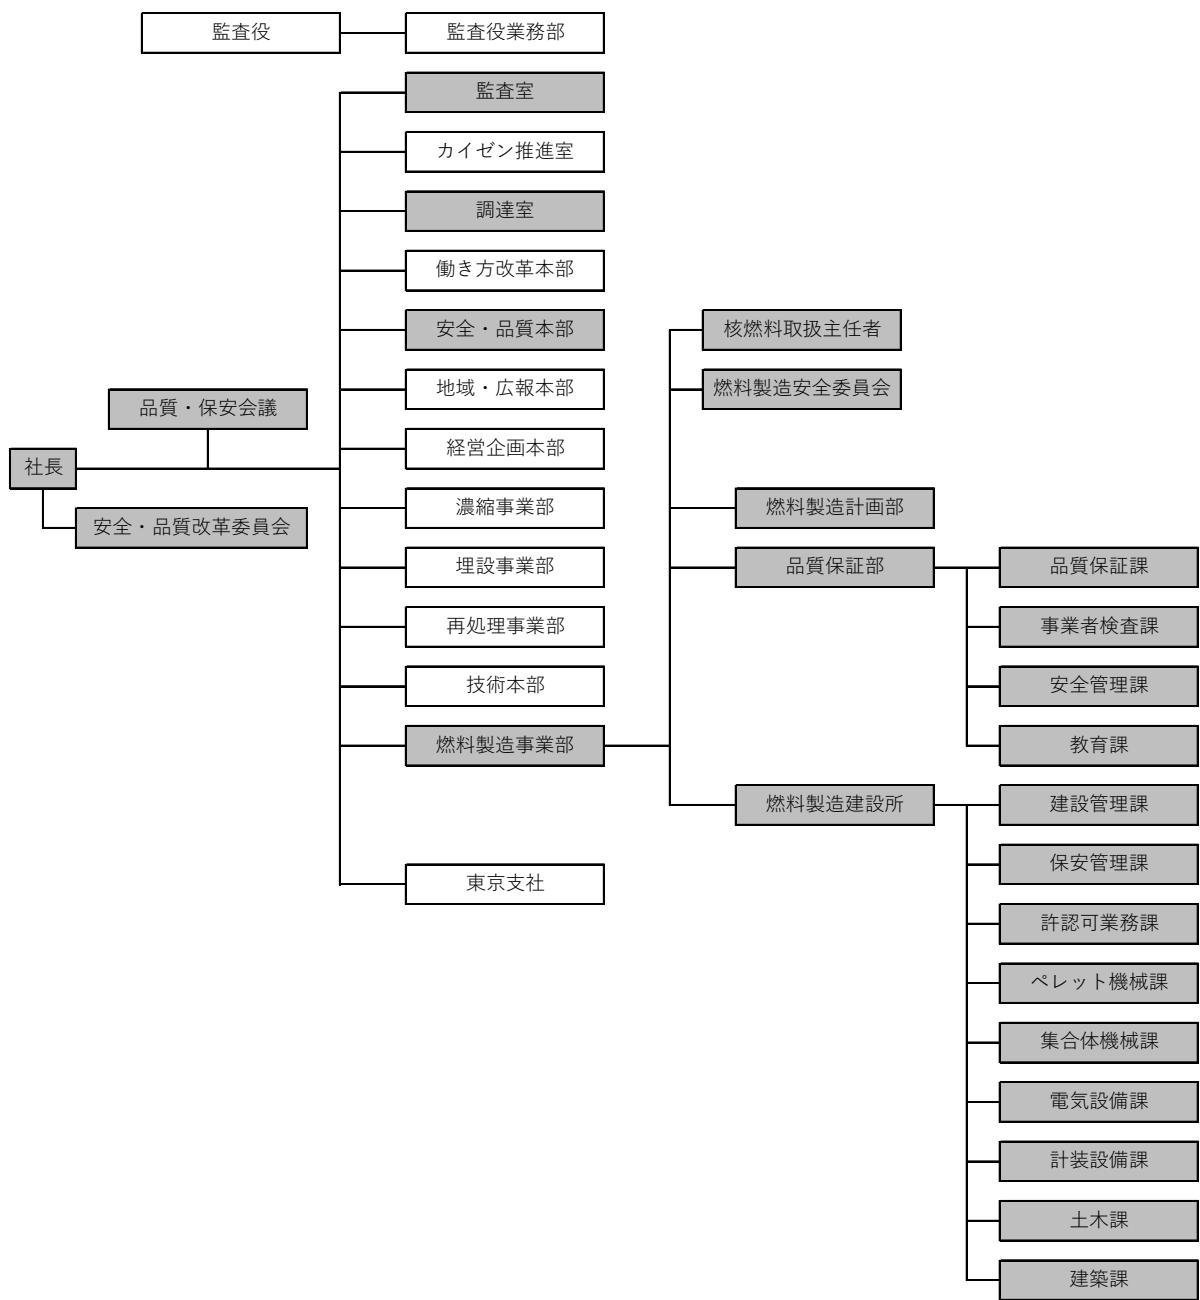 監査役
監査役業務部
監査室
カイゼン推進室
調達室
働き方改革本部
安全・品質本部
核燃料取扱主任者
地域・広報本部
燃料製造安全委員会
品質・保安会議
経営企画本部
社長
濃縮事業部
燃料製造計画部
安全・品質改革委員会
埋設事業部
品質保証部
品質保証課
再処理事業部
事業者検査課
技術本部
安全管理課
燃料製造事業部
教育課
燃料製造建設所
建設管理課
保安管理課
東京支社
許認可業務課
ペレット機械課
集合体機械課
電気設備課
計装設備課
土木課
建築課